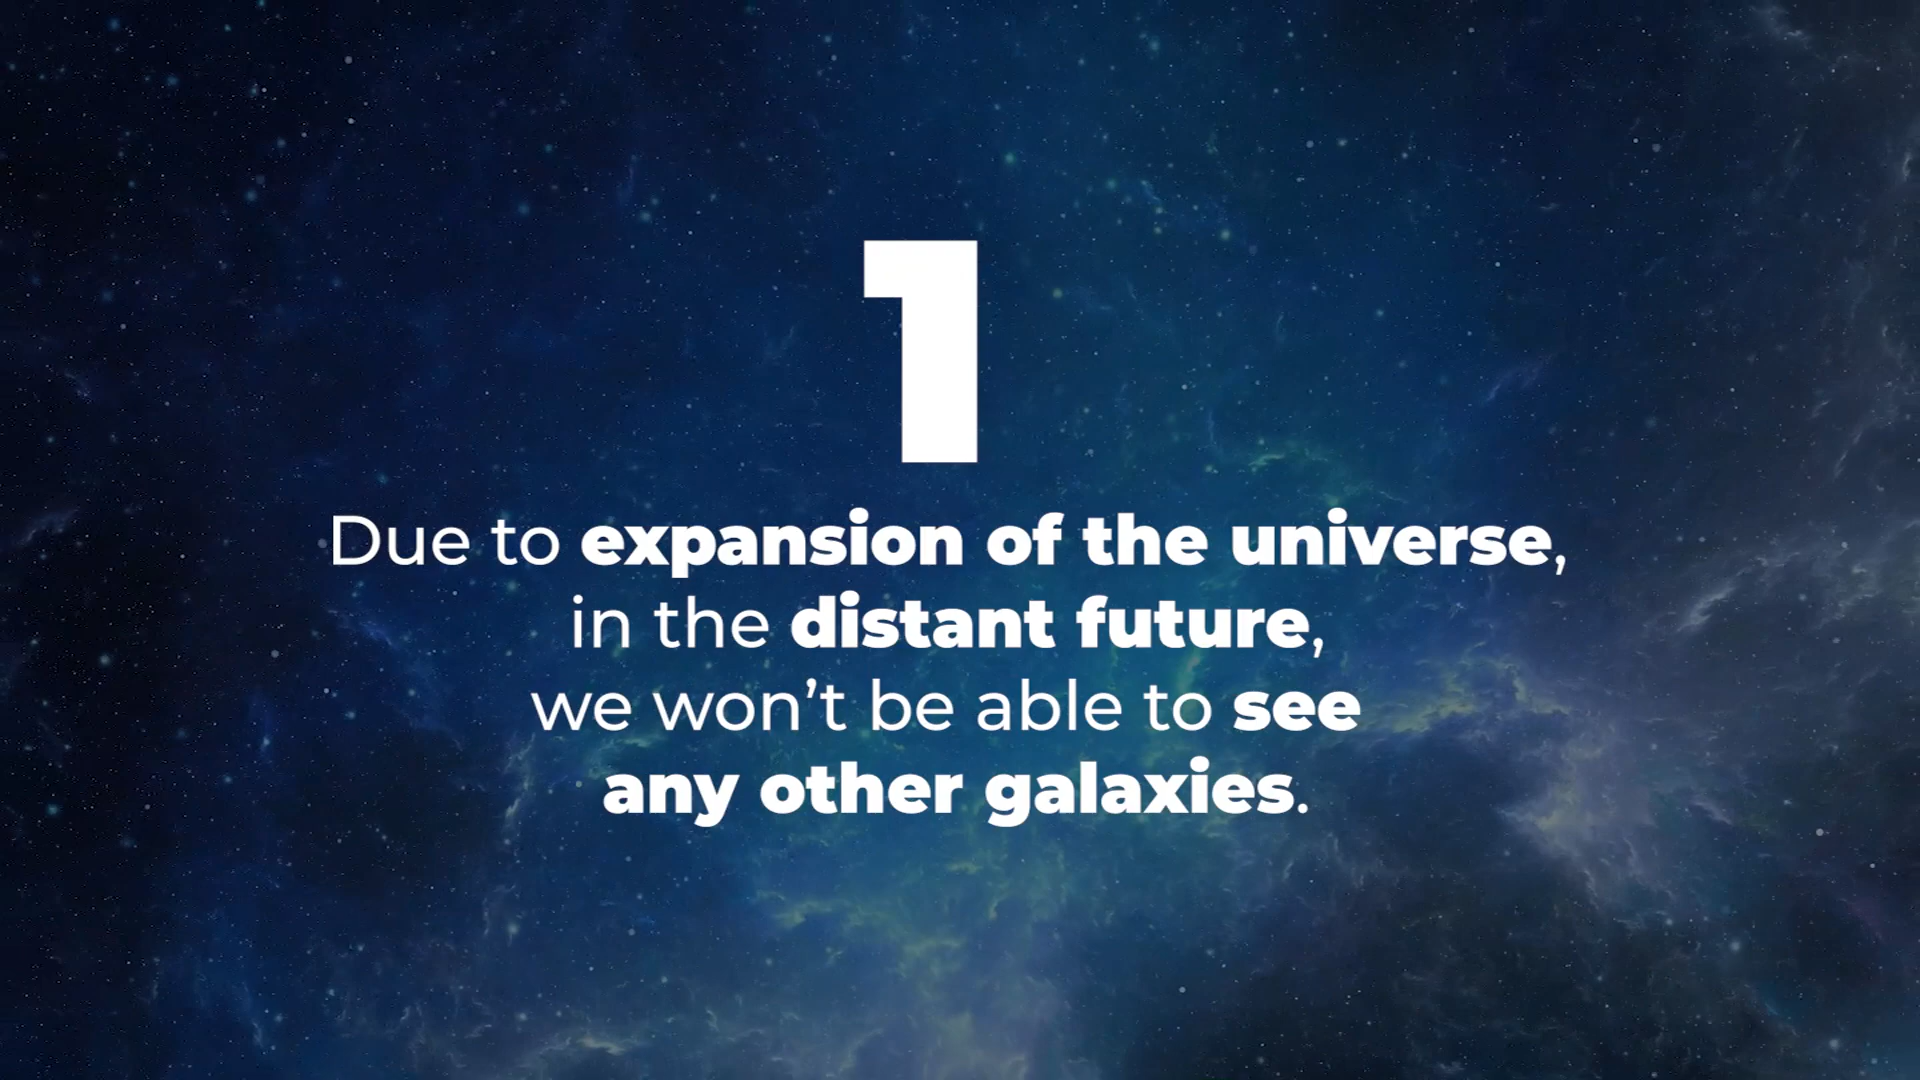 1
Due to expansion of the universe,
in the distant future,
we won’t be able to see
any other galaxies.